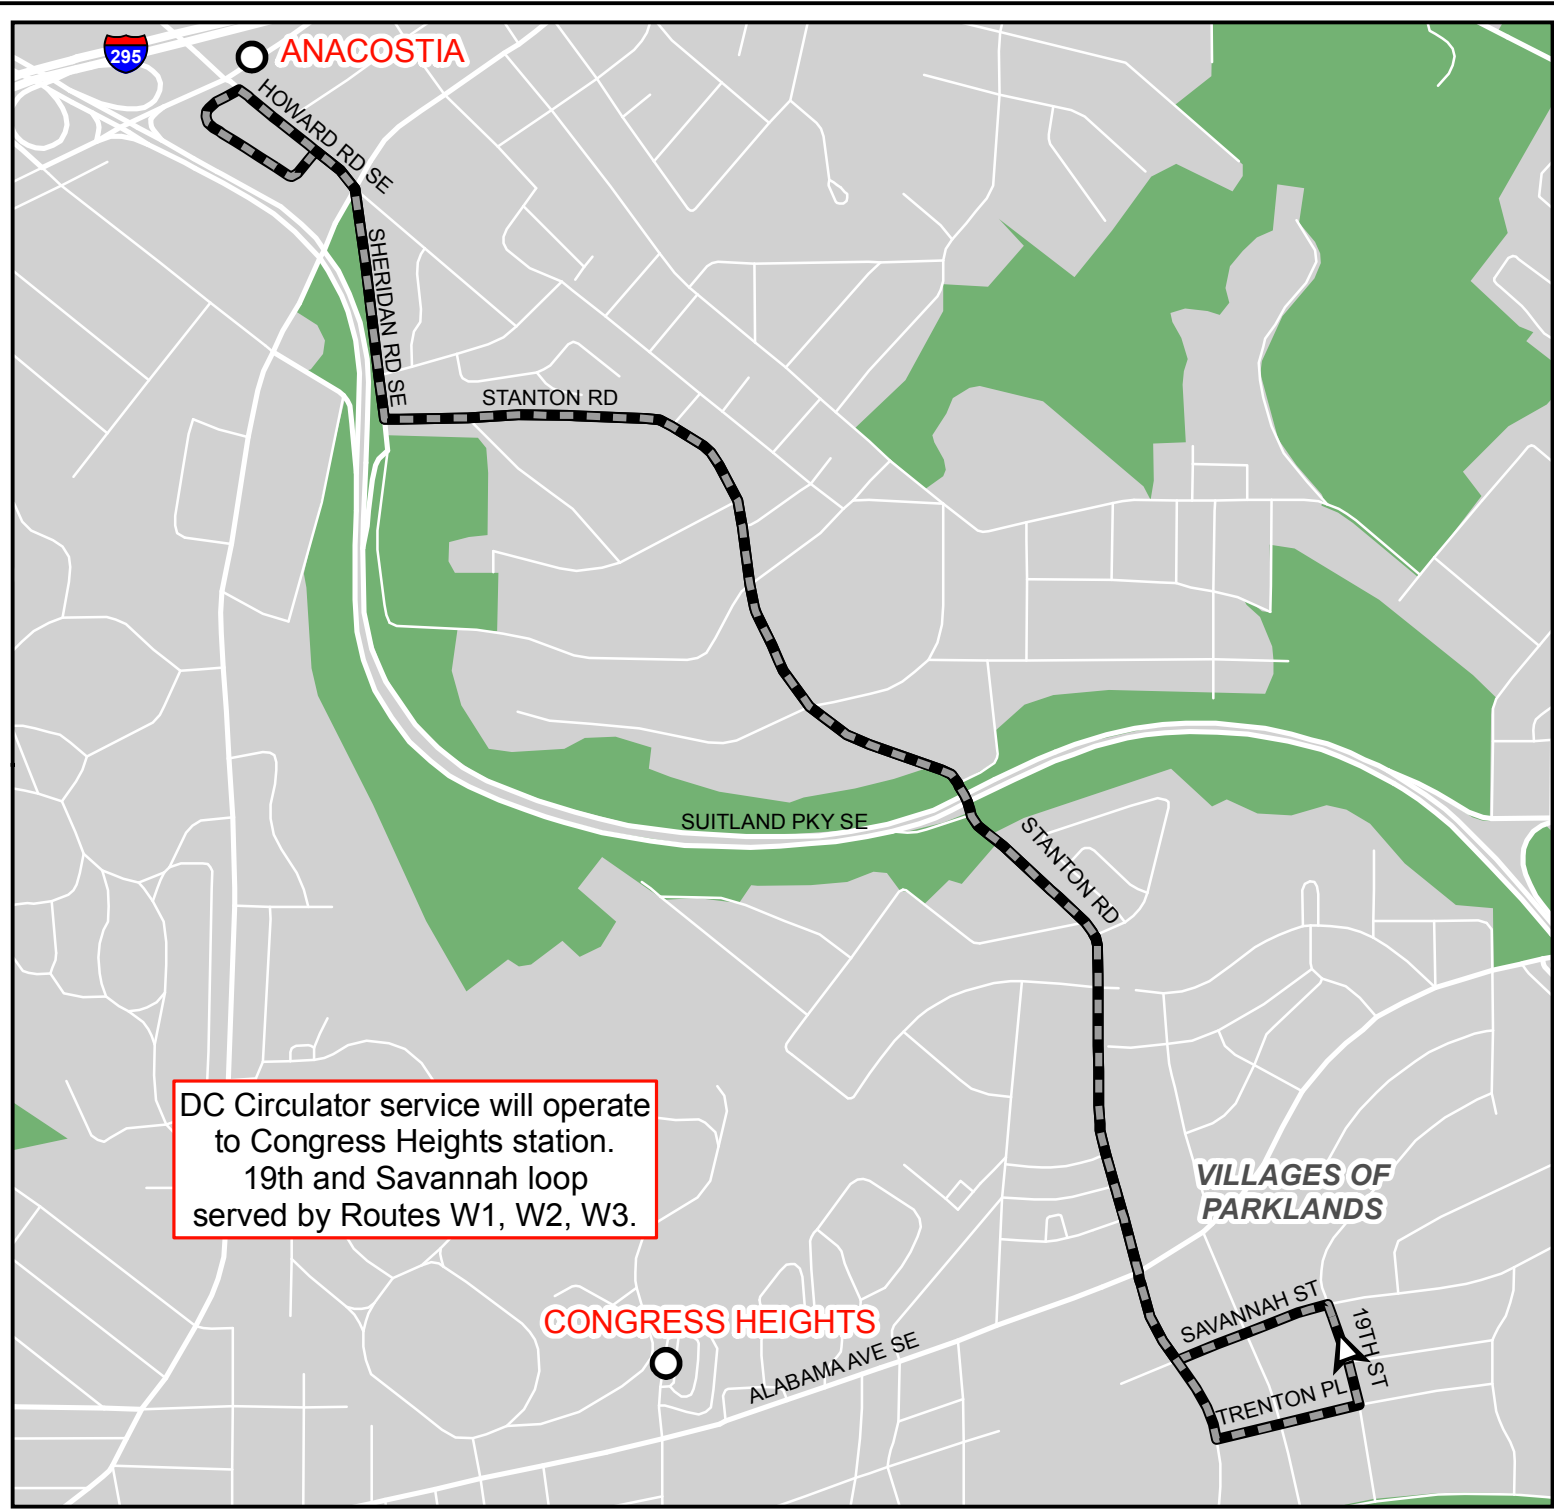 295
ANACOSTIA
HOWARD RD SE
SHERIDAN RD SE
STANTON RD
SUITLAND PKY SE
STANTON RD
DC Circulator service will operate
to Congress Heights station.
19th and Savannah loop
served by Routes W1, W2, W3.
VILLAGES OF
PARKLANDS
CONGRESS HEIGHTS
ALABAMA AVE SE
SAVANNAH ST
19TH ST
TRENTON PL